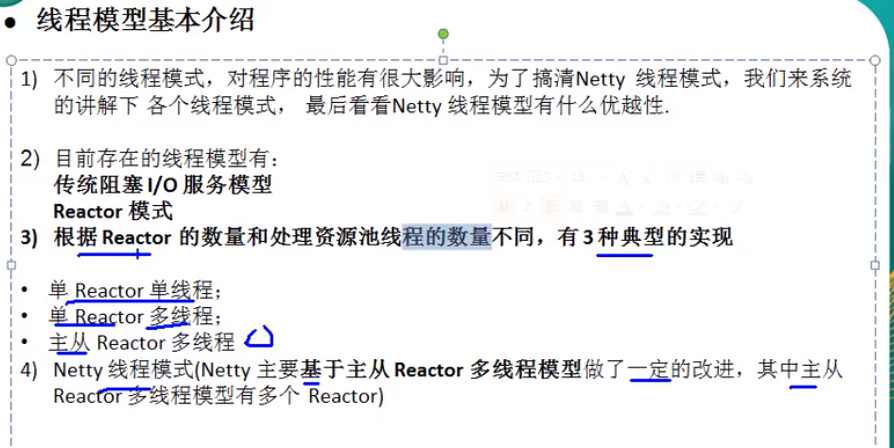 • 线程模型基本介绍
1) 不同的线程模式，对程序的性能有很大影响，为了搞清Netty 线程模式，我们来系统
的讲解下 各个线程模式， 最后看看Netty 线程模型有什么优越性.
2) 目前存在的线程模型有：
传统阻塞 I/O 服务模型
Reactor 模式
3) 根据 Reactor 的数量和处理资源池线程的数量不同，有 3 种典型的实现
• 单 Reactor 单线程；
• 单 Reactor 多线程；
• 主从 Reactor 多线程
4) Netty 线程模式(Netty 主要基于主从 Reactor 多线程模型做了一定的改进，其中主从
Reactor 多线程模型有多个 Reactor)